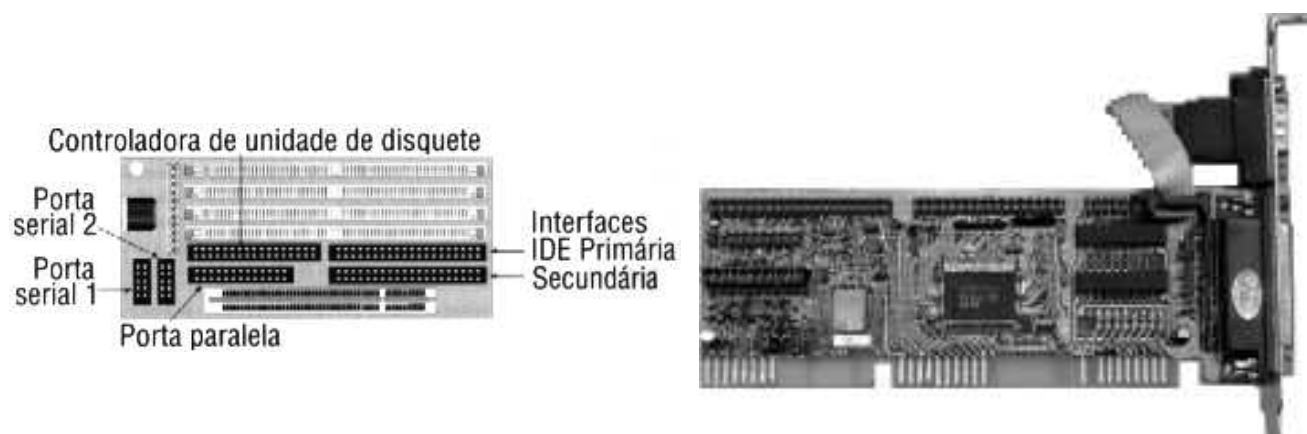 Controladora de unidade de disquete
Porta
serial 2
Porta
serial 1
Interfaces
IDE Primária
Secundária
Porta paralela